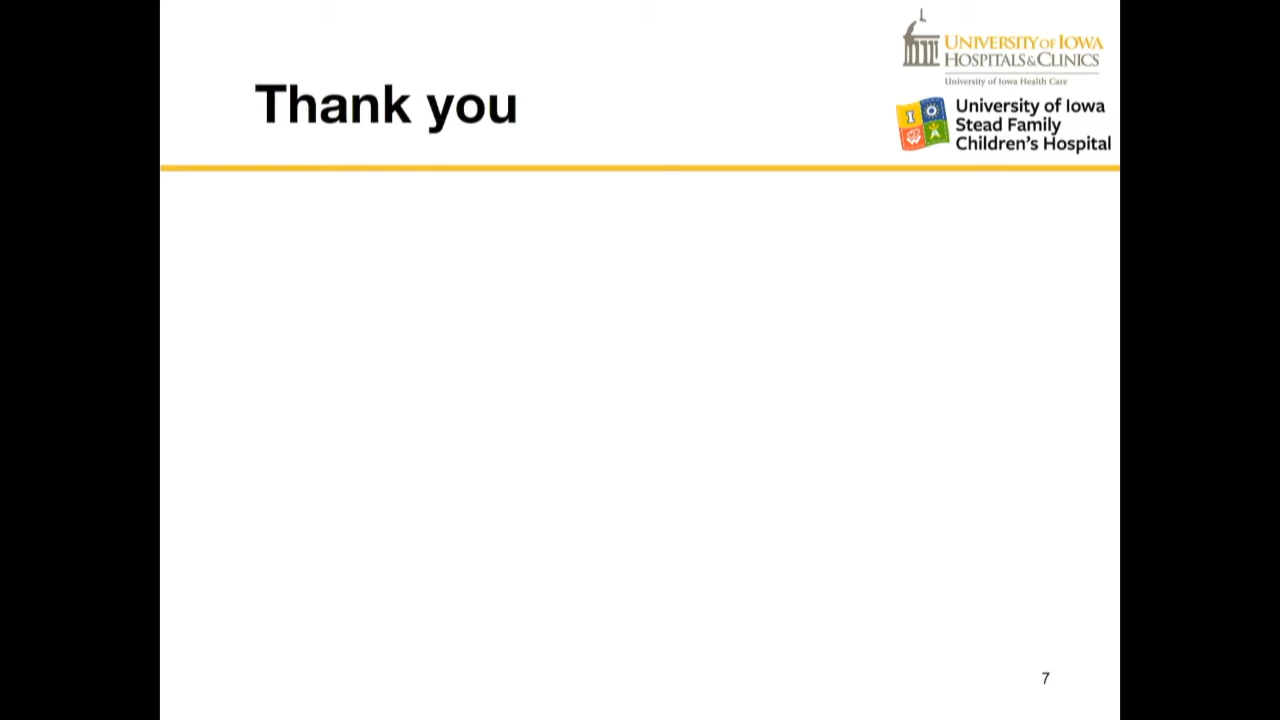 UNIVERSITY OF IOWA
HOSPITALS & CLINICS
University of Iowa Health Care
Thank you
I
University of Iowa
Stead Family
Children's Hospital
7